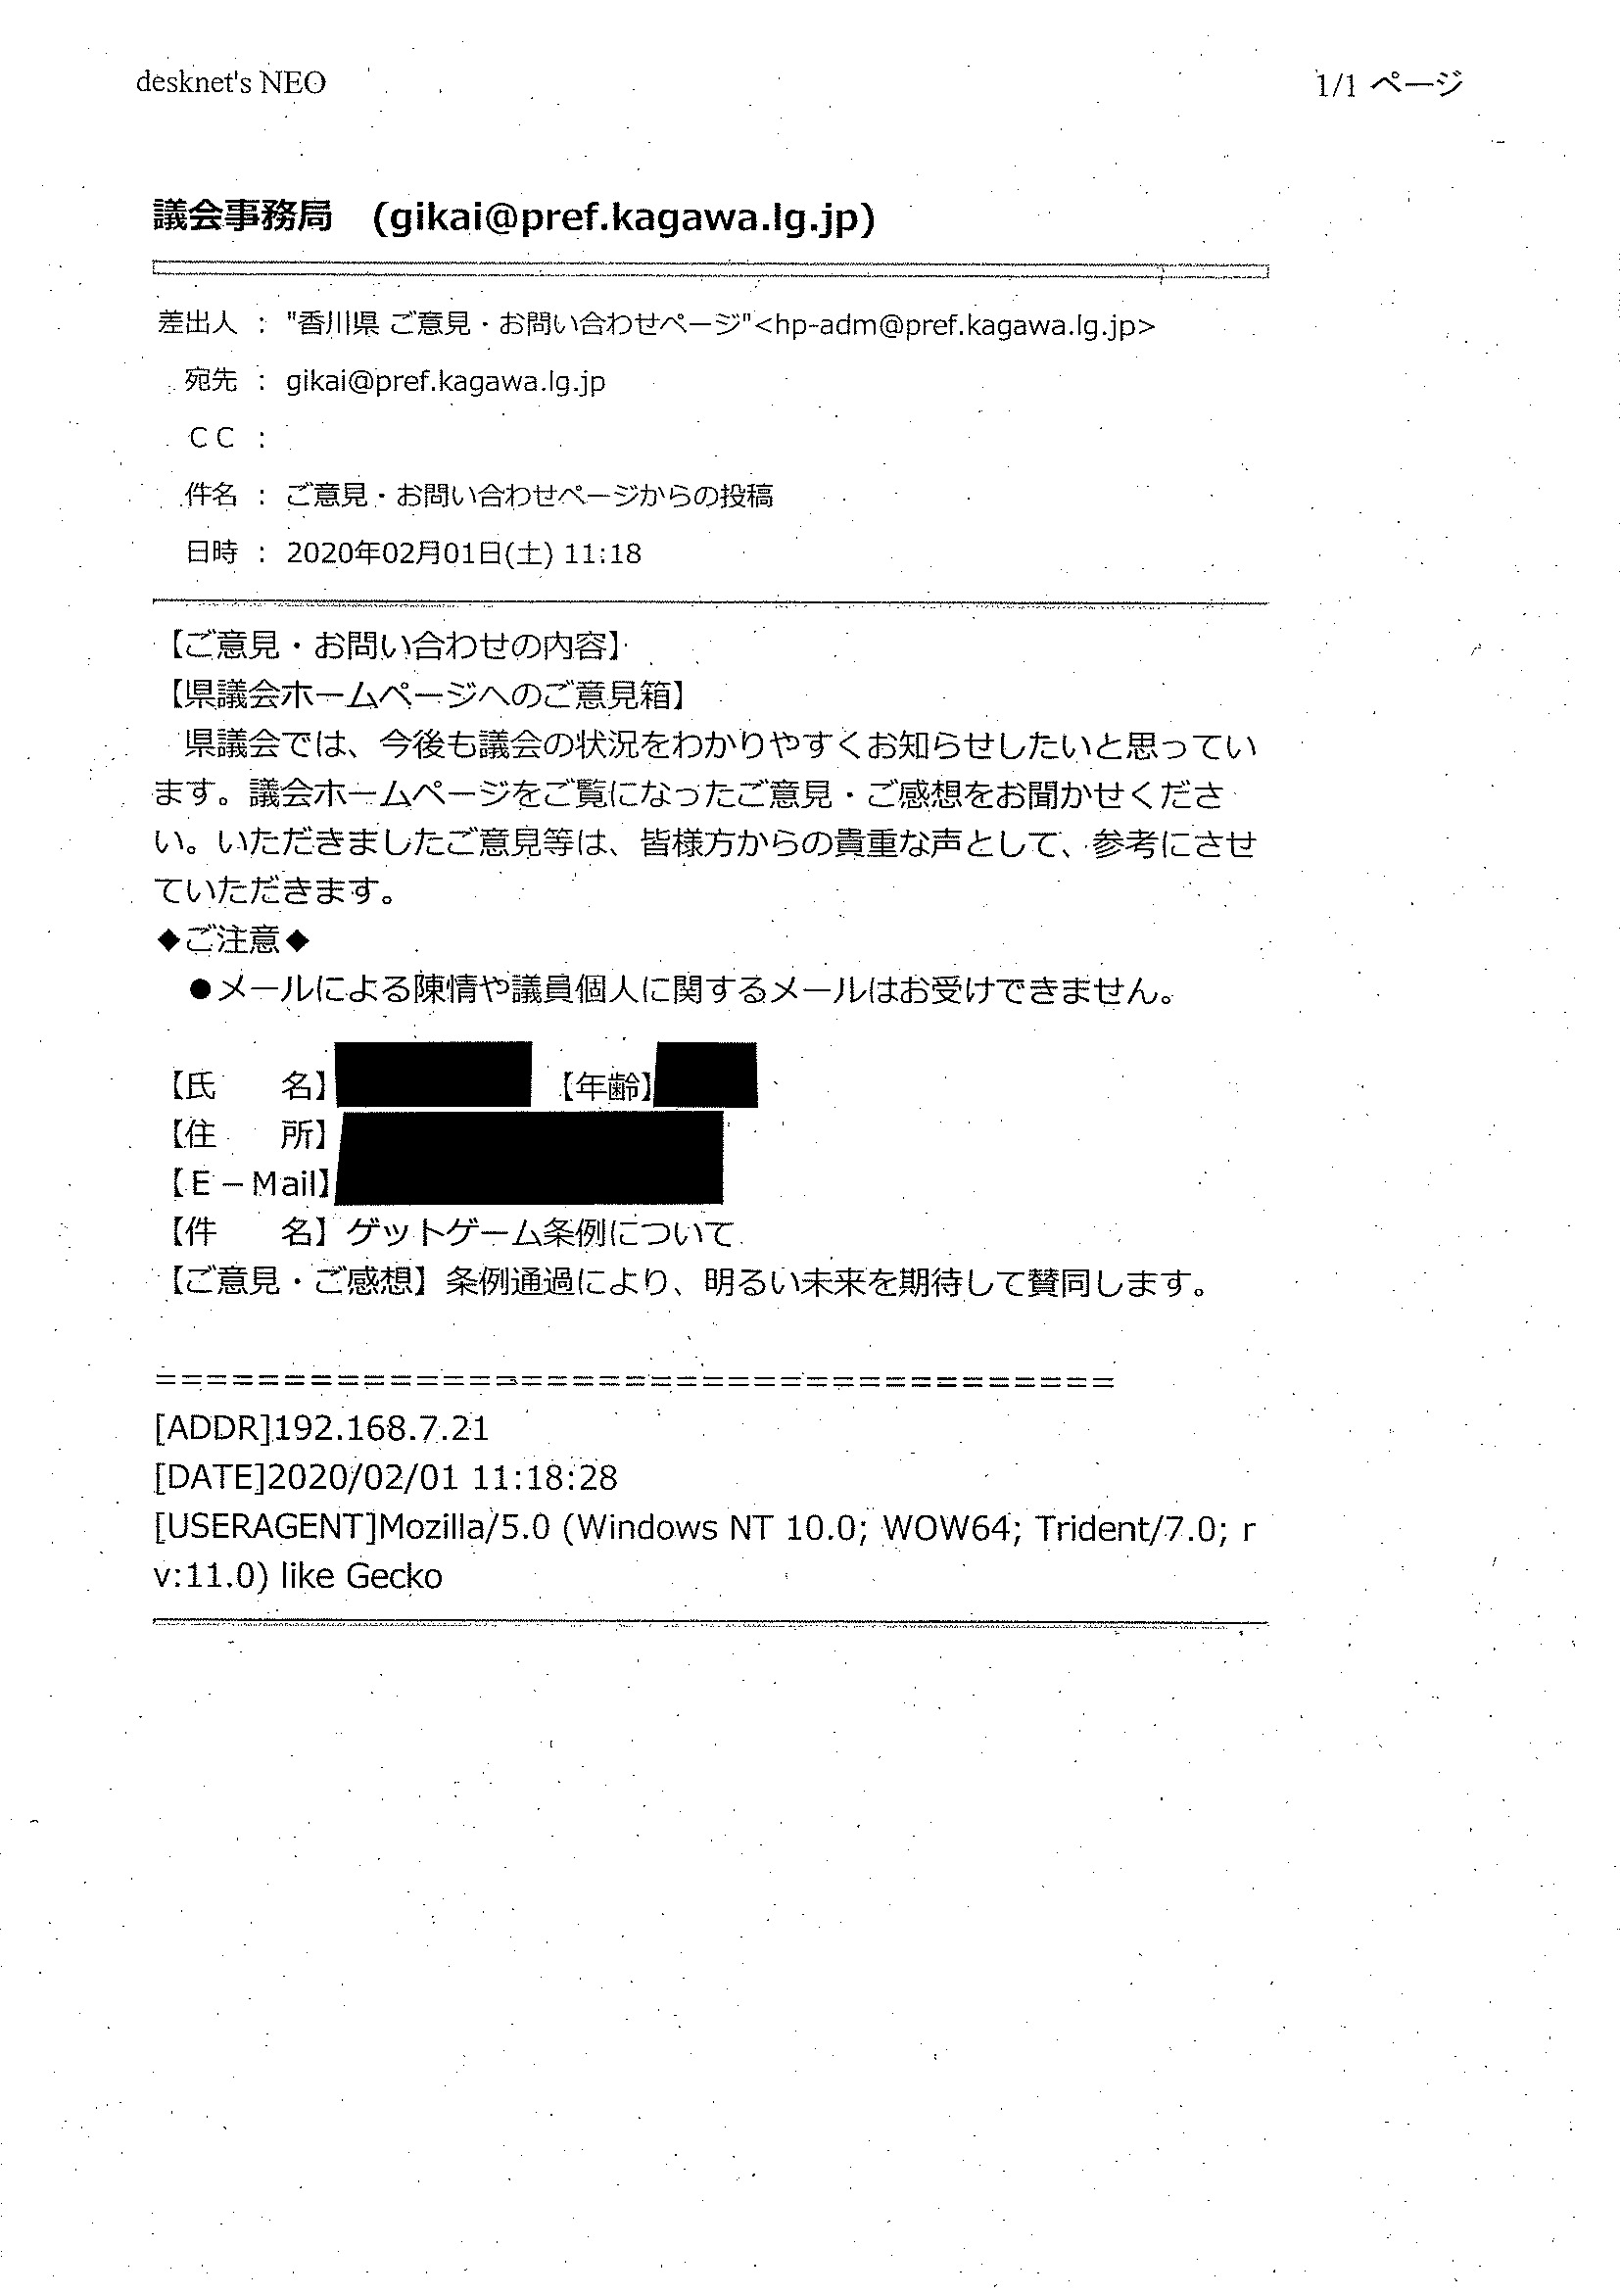 desknet's NEO
1/1 ページ
議会事務局　(gikai@pref.kagawa.lg.jp)
差出人 : "香川県 ご意見・お問い合わせページ"<hp-adm@pref.kagawa.lg.jp>
宛先 : gikai@pref.kagawa.lg.jp
ＣＣ :
件名 : ご意見・お問い合わせページからの投稿
日時 : 2020年02月01日(土) 11:18
【ご意見・お問い合わせの内容】
【県議会ホームページへのご意見箱】
　県議会では、今後も議会の状況をわかりやすくお知らせしたいと思ってい
ます。議会ホームページをご覧になったご意見・ご感想をお聞かせくださ
い。いただきましたご意見等は、皆様方からの貴重な声として、参考にさせ
ていただきます。
◆ご注意◆
　●メールによる陳情や議員個人に関するメールはお受けできません。
【氏　　名】　【年齢】
【住　　所】
【Ｅ－Mail】
【件　　名】ゲットゲーム条例について
【ご意見・ご感想】条例通過により、明るい未来を期待して賛同します。
=====================================
[ADDR]192.168.7.21
[DATE]2020/02/01 11:18:28
[USERAGENT]Mozilla/5.0 (Windows NT 10.0; WOW64; Trident/7.0; r
v:11.0) like Gecko